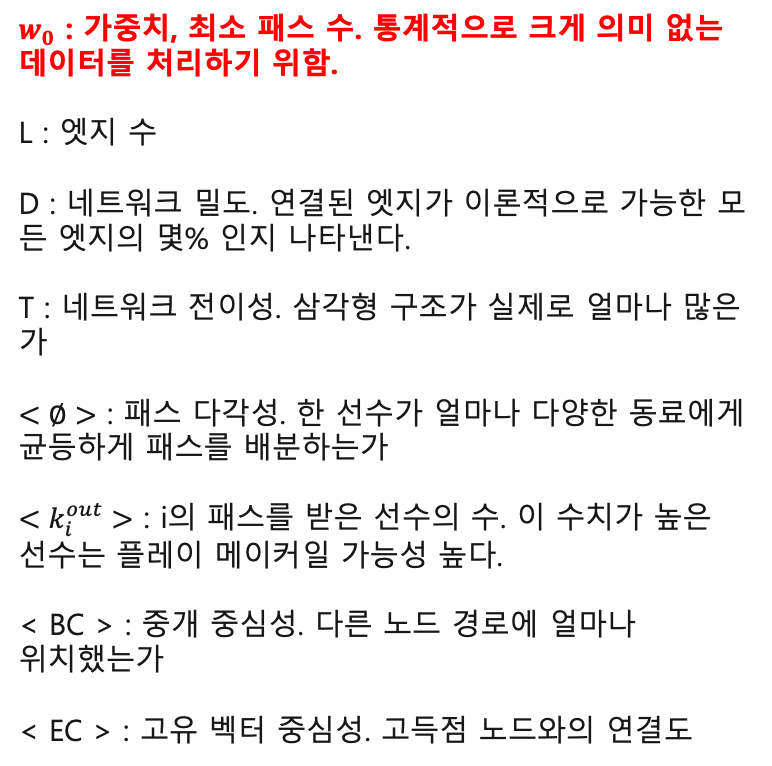 w₀ : 가중치, 최소 패스 수. 통계적으로 크게 의미 없는
데이터를 처리하기 위함.
L : 엣지 수
D : 네트워크 밀도. 연결된 엣지가 이론적으로 가능한 모
든 엣지의 몇% 인지 나타낸다.
T : 네트워크 전이성. 삼각형 구조가 실제로 얼마나 많은
가
< Ø > : 패스 다각성. 한 선수가 얼마나 다양한 동료에게
균등하게 패스를 배분하는가
< kᵢᵒᵘᵗ > : i의 패스를 받은 선수의 수. 이 수치가 높은
선수는 플레이 메이커일 가능성 높다.
< BC > : 중개 중심성. 다른 노드 경로에 얼마나
위치했는가
< EC > : 고유 벡터 중심성. 고득점 노드와의 연결도